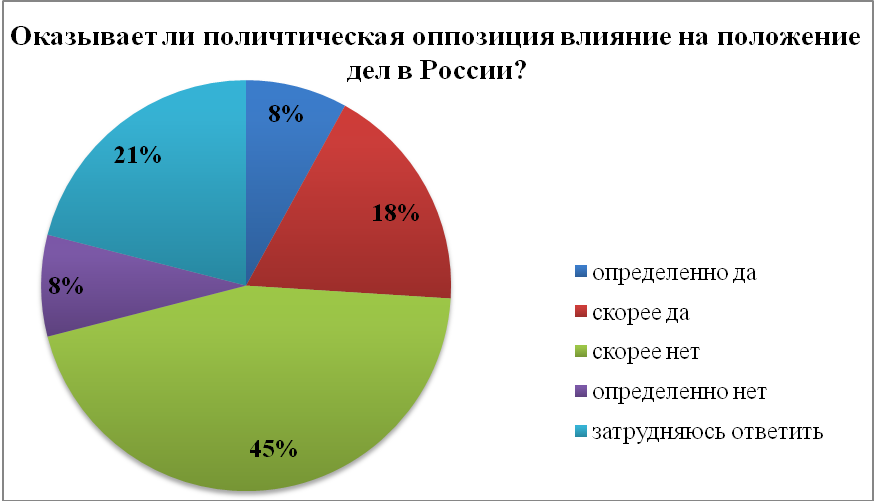 Оказывает ли поличтическая оппозиция влияние на положение
дел в России?
8%
18%
45%
8%
21%
определенно да
скорее да
скорее нет
определенно нет
затрудняюсь ответить